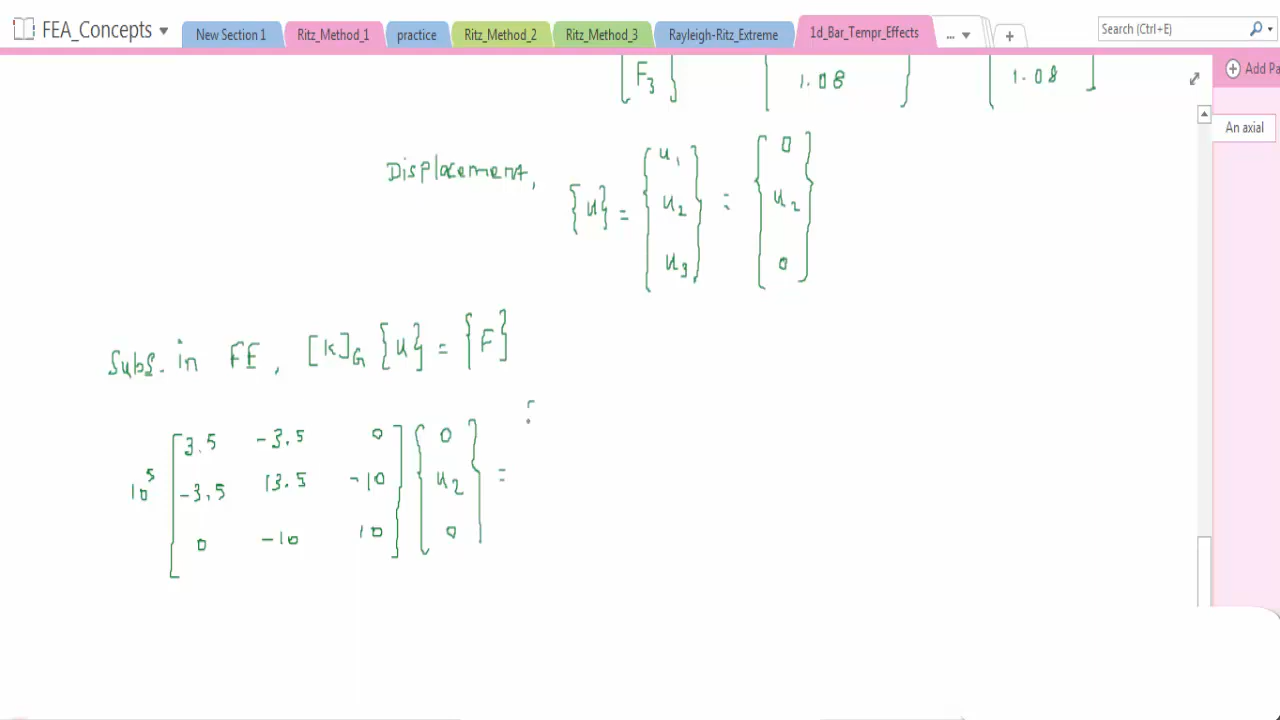 FEA_Concepts
New Section 1
Ritz_Method_1
practice
Ritz_Method_2
Ritz_Method_3
Rayleigh-Ritz_Extreme
1d_Bar_Tempr_Effects
...
Search (Ctrl+E)
Add Pa
An axial
[F3] [1.08] [1.08]
Displacement, {u} = {u1 u2 u3} = {0 u2 0}
Subs. in FE, [K]G {u} = {F}
10^5 [3.5 -3.5 0
-3.5 13.5 -10
0 -10 10] {0 u2 0} =